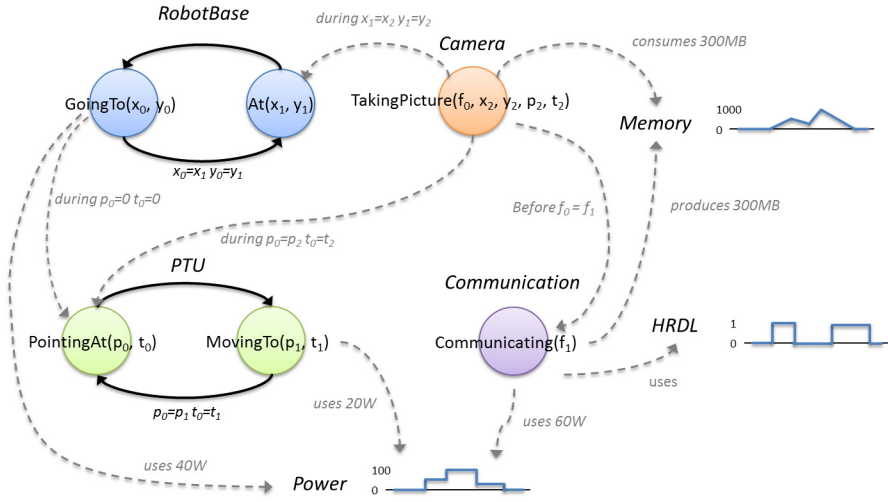 RobotBase
during x₁=x₂ y₁=y₂
Camera
consumes 300MB
GoingTo(x₀, y₀)
At(x₁, y₁)
TakingPicture(f₀, x₂, y₂, p₂, t₂)
Memory
1000
0
x₀=x₁ y₀=y₁
during p₀=0 t₀=0
Before f₀ = f₁
produces 300MB
during p₀=p₂ t₀=t₂
PTU
Communication
HRDL
1
0
PointingAt(p₀, t₀)
MovingTo(p₁, t₁)
Communicating(f₁)
uses
p₀=p₁ t₀=t₁
uses 20W
uses 60W
uses 40W
Power
100
0